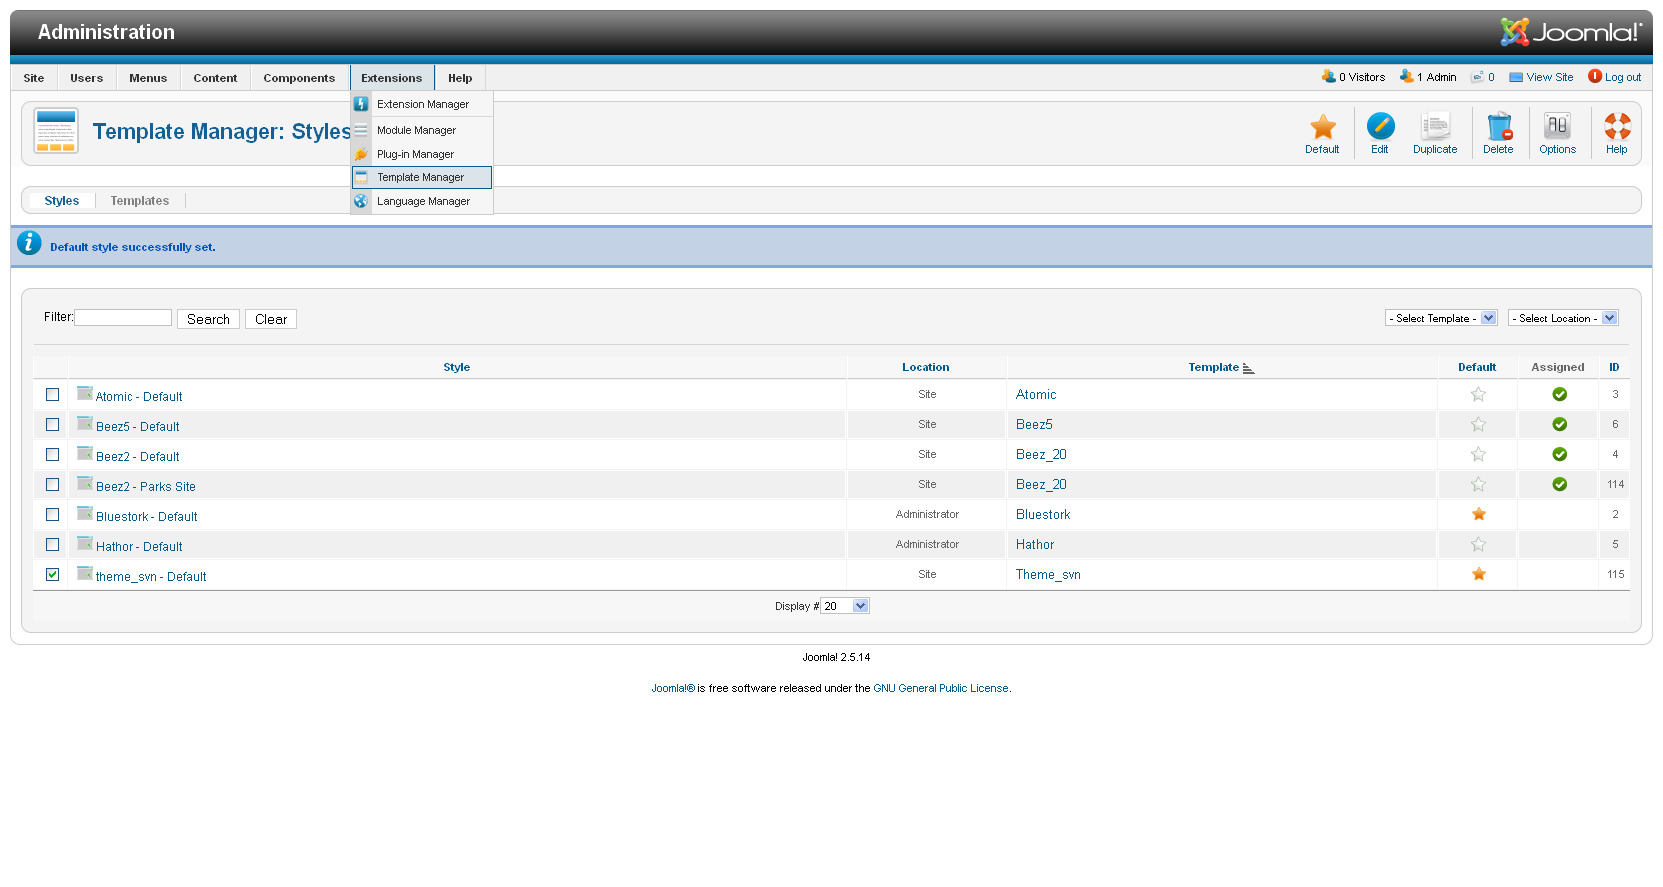 Administration
Joomla!
Site Users Menus Content Components Extensions Help
0 Visitors 1 Admin 0 View Site Log out
Extension Manager
Module Manager
Plug-in Manager
Template Manager
Language Manager
Template Manager: Styles
Default Edit Duplicate Delete Options Help
Styles Templates
Default style successfully set.
Filter: Search Clear - Select Template - - Select Location -
Style Location Template Default Assigned ID
Atomic - Default Site Atomic 3
Beez5 - Default Site Beez5 6
Beez2 - Default Site Beez_20 4
Beez2 - Parks Site Site Beez_20 114
Bluestork - Default Administrator Bluestork 2
Hathor - Default Administrator Hathor 5
theme_svn - Default Site Theme_svn 115
Display # 20
Joomla! 2.5.14
Joomla!® is free software released under the GNU General Public License.